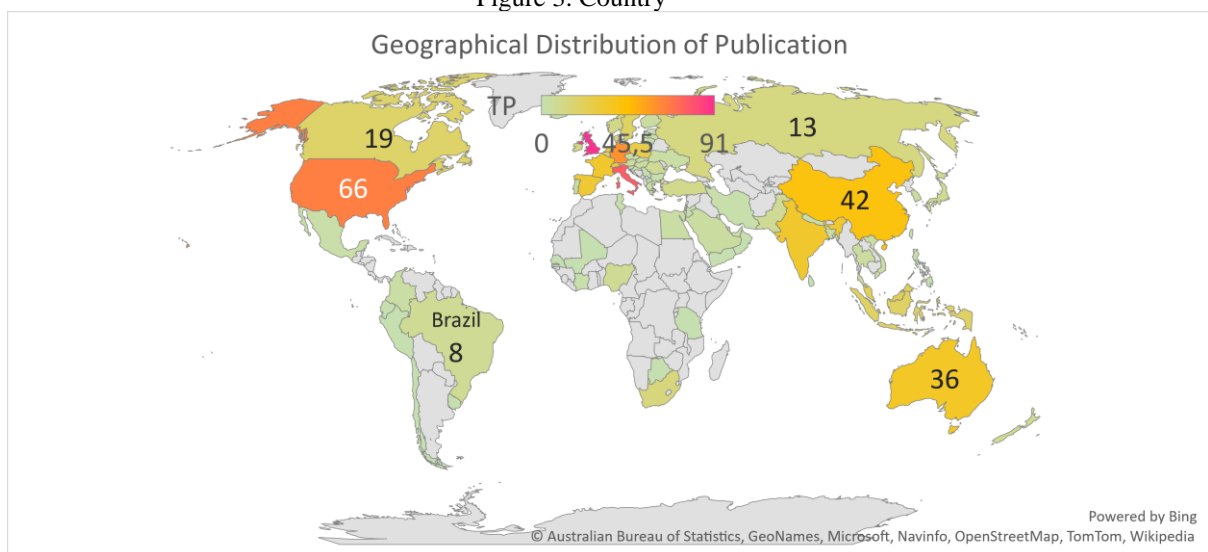 Figure 3. Country
Geographical Distribution of Publication
TP
0 45,5 91
19
13
66
42
Brazil
8
36
Powered by Bing
© Australian Bureau of Statistics, GeoNames, Microsoft, Navinfo, OpenStreetMap, TomTom, Wikipedia